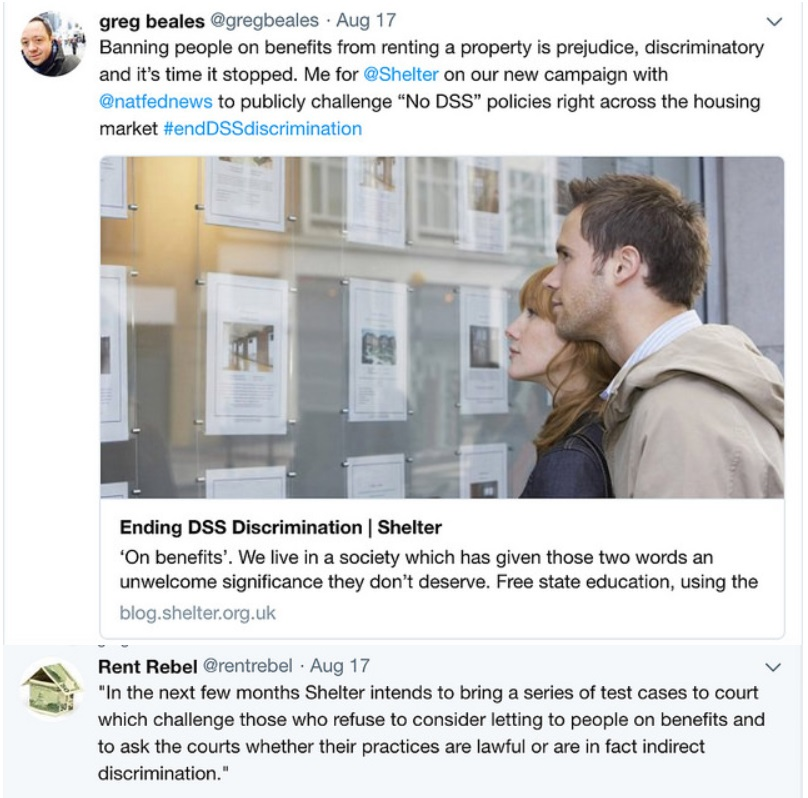 greg beales @gregbeales · Aug 17
Banning people on benefits from renting a property is prejudice, discriminatory
and it's time it stopped. Me for @Shelter on our new campaign with
@natfednews to publicly challenge “No DSS” policies right across the housing
market #endDSSdiscrimination
Ending DSS Discrimination | Shelter
‘On benefits’. We live in a society which has given those two words an
unwelcome significance they don’t deserve. Free state education, using the
blog.shelter.org.uk
Rent Rebel @rentrebel · Aug 17
"In the next few months Shelter intends to bring a series of test cases to court
which challenge those who refuse to consider letting to people on benefits and
to ask the courts whether their practices are lawful or are in fact indirect
discrimination."